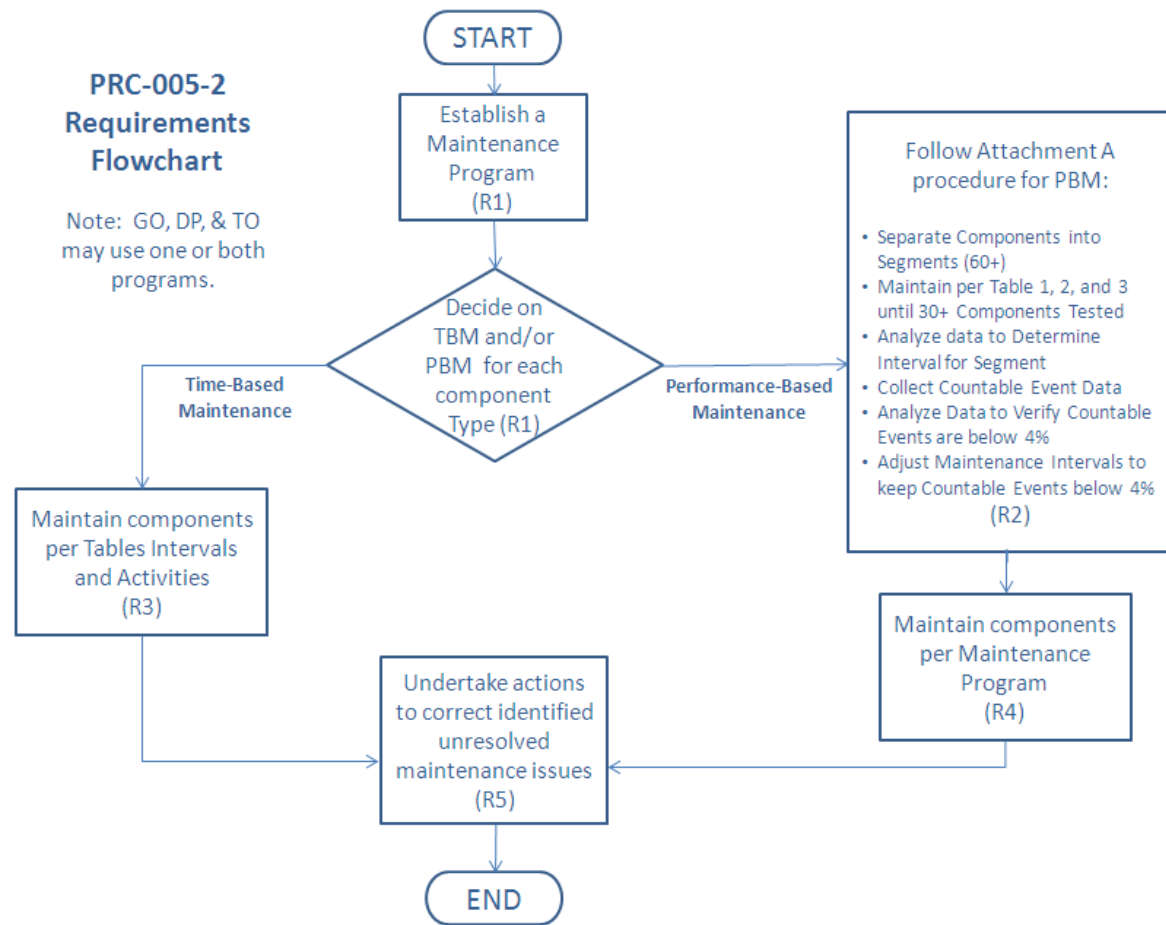 START
PRC-005-2
Requirements
Flowchart
Note: GO, DP, & TO
may use one or both
programs.
Establish a
Maintenance
Program
(R1)
Decide on
TBM and/or
PBM for each
component
Type (R1)
Time-Based
Maintenance
Performance-Based
Maintenance
Follow Attachment A
procedure for PBM:
• Separate Components into
Segments (60+)
• Maintain per Table 1, 2, and 3
until 30+ Components Tested
• Analyze data to Determine
Interval for Segment
• Collect Countable Event Data
• Analyze Data to Verify Countable
Events are below 4%
• Adjust Maintenance Intervals to
keep Countable Events below 4%
(R2)
Maintain components
per Tables Intervals
and Activities
(R3)
Maintain components
per Maintenance
Program
(R4)
Undertake actions
to correct identified
unresolved
maintenance issues
(R5)
END